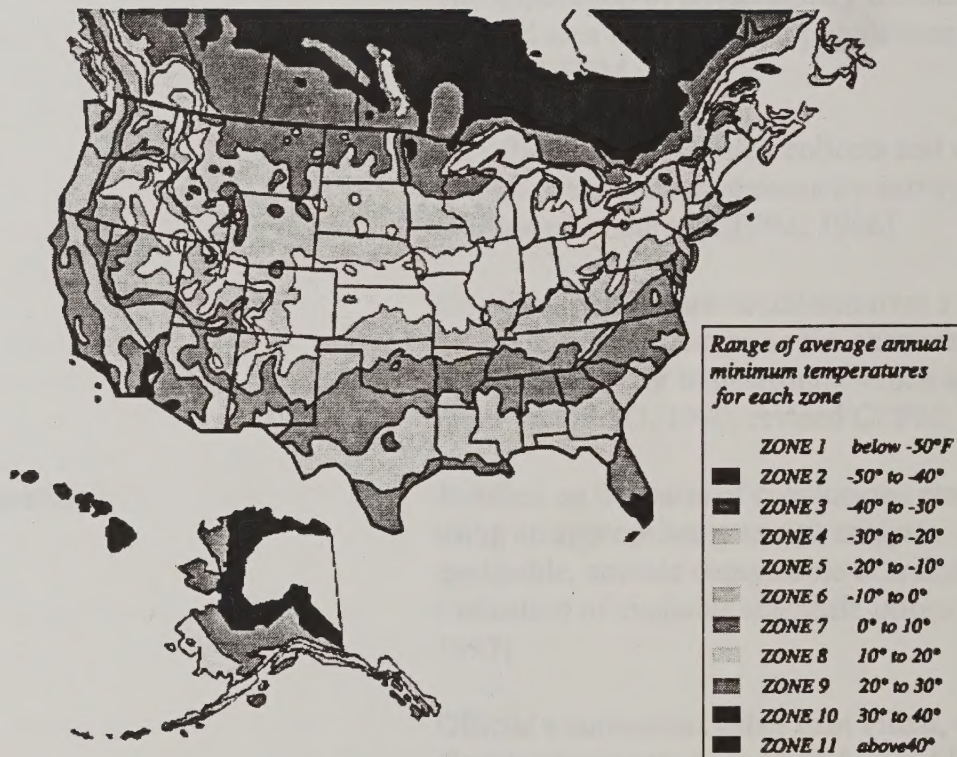 Range of average annual
minimum temperatures
for each zone
ZONE 1 below -50°F
ZONE 2 -50° to -40°
ZONE 3 -40° to -30°
ZONE 4 -30° to -20°
ZONE 5 -20° to -10°
ZONE 6 -10° to 0°
ZONE 7 0° to 10°
ZONE 8 10° to 20°
ZONE 9 20° to 30°
ZONE 10 30° to 40°
ZONE 11 above40°